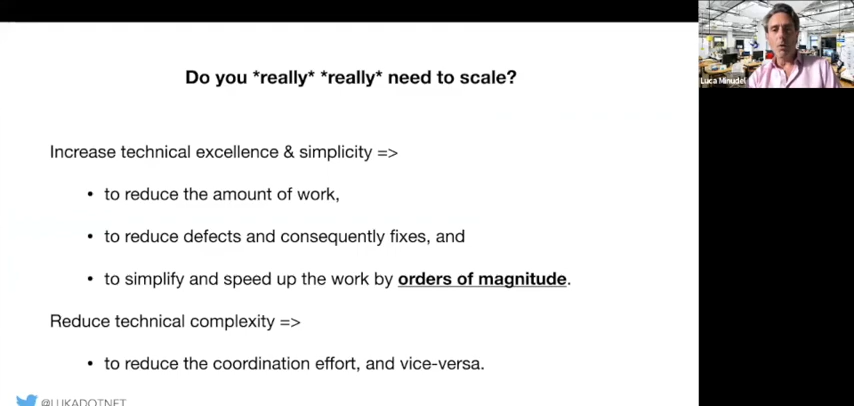 Do you *really* *really* need to scale?
Luca Minudel
Increase technical excellence & simplicity =>
• to reduce the amount of work,
• to reduce defects and consequently fixes, and
• to simplify and speed up the work by orders of magnitude.
Reduce technical complexity =>
• to reduce the coordination effort, and vice-versa.
@LUKADOTNET